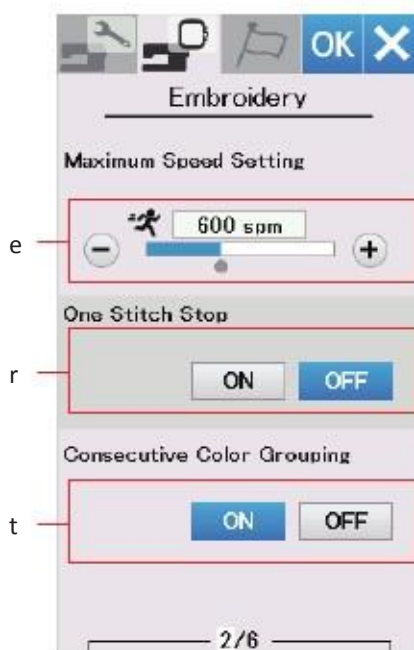 OK
Embroidery
Maximum Speed Setting
600 spm
e
One Stitch Stop
r
ON OFF
Consecutive Color Grouping
t
ON OFF
2/6